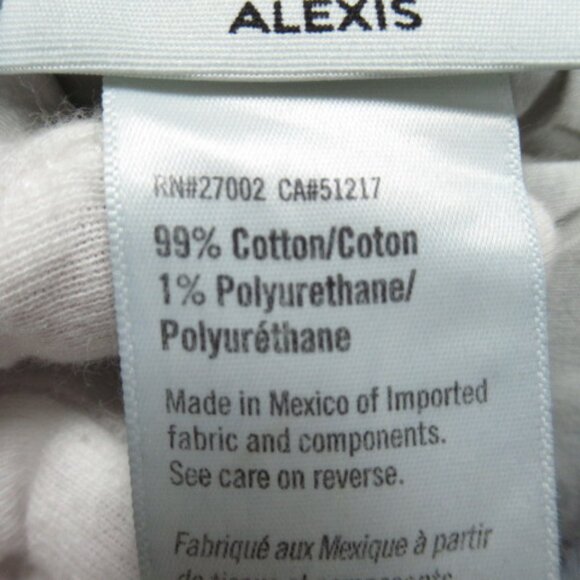 ALEXIS
RN#27002 CA#51217
99% Cotton/Coton
1% Polyurethane/
Polyuréthane
Made in Mexico of Imported
fabric and components.
See care on reverse.
Fabriqué aux Mexique à partir